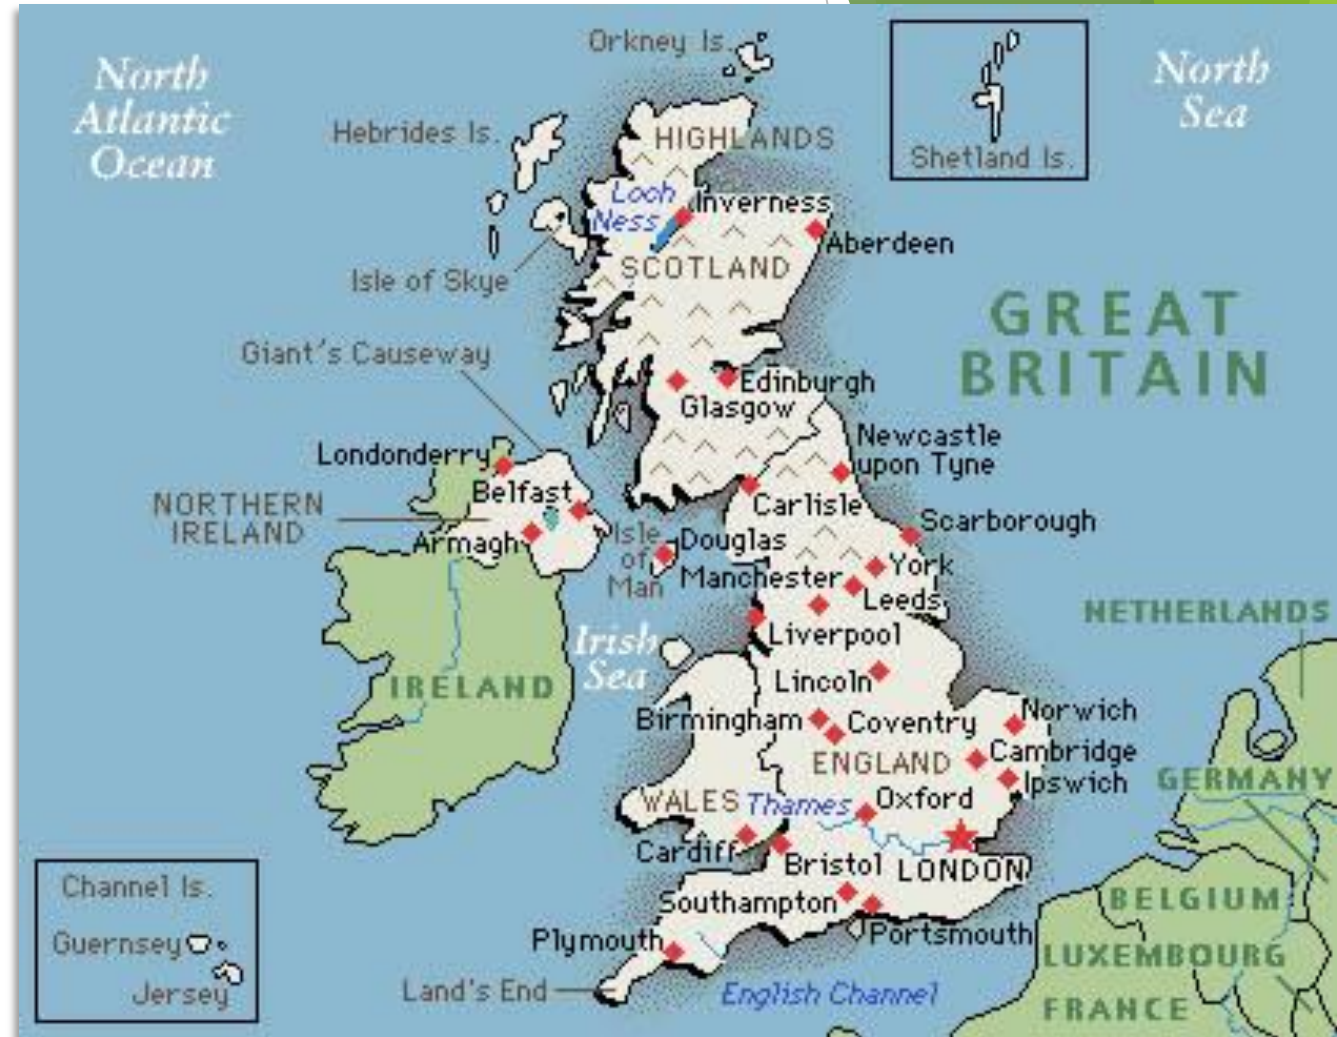 Orkney Is.
North
Atlantic
Ocean
North
Sea
Hebrides Is.
HIGHLANDS
Shetland Is.
Loch
Ness
Inverness
Aberdeen
Isle of Skye
SCOTLAND
GREAT
BRITAIN
Giant's Causeway
Edinburgh
Glasgow
Newcastle
upon Tyne
Londonderry
Belfast
Carlisle
NORTHERN
IRELAND
Scarborough
Armagh
Isle
of
Man
Douglas
York
Manchester
Leeds
NETHERLANDS
Liverpool
Irish
Sea
Lincoln
IRELAND
Birmingham
Coventry
Norwich
Cambridge
ENGLAND
Ipswich
GERMANY
WALES
Thames
Oxford
Cardiff
Bristol
LONDON
Channel Is.
BELGIUM
Southampton
Portsmouth
Guernsey
Plymouth
LUXEMBOURG
Jersey
Land's End
English Channel
FRANCE